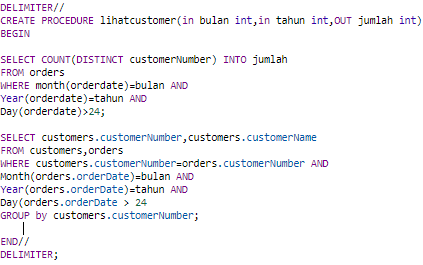 DELIMITER//
CREATE PROCEDURE lihatcustomer(in bulan int,in tahun int,OUT jumlah int)
BEGIN
SELECT COUNT(DISTINCT customerNumber) INTO jumlah
FROM orders
WHERE month(orderdate)=bulan AND
Year(orderdate)=tahun AND
Day(orderdate)>24;
SELECT customers.customerNumber,customers.customerName
FROM customers,orders
WHERE customers.customerNumber=orders.customerNumber AND
Month(orders.orderDate)=bulan AND
Year(orders.orderDate)=tahun AND
Day(orders.orderDate > 24
GROUP by customers.customerNumber;
END//
DELIMITER;